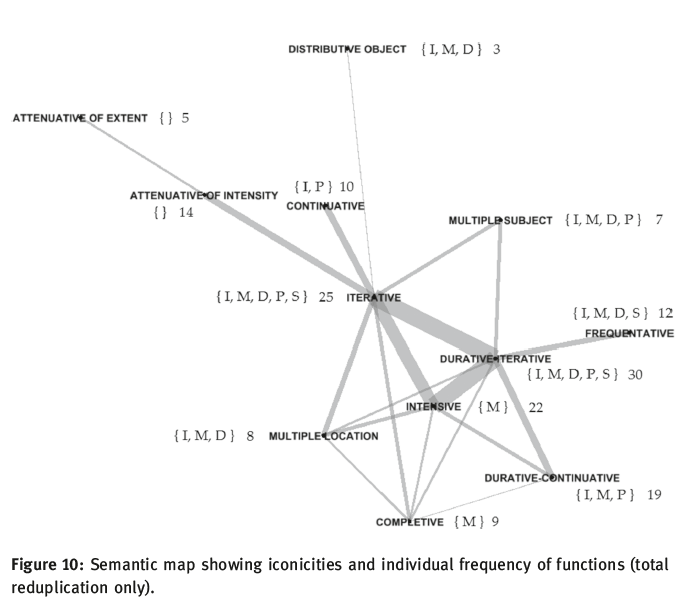 DISTRIBUTIVE OBJECT { I, M, D } 3
ATTENUATIVE OF EXTENT { } 5
{ I, P } 10
ATTENUATIVE OF INTENSITY
CONTINUATIVE
{ } 14
MULTIPLE SUBJECT { I, M, D, P } 7
{ I, M, D, P, S } 25 ITERATIVE
{ I, M, D, S } 12
FREQUENTATIVE
DURATIVE-ITERATIVE
{ I, M, D, P, S } 30
INTENSIVE { M } 22
{ I, M, D } 8 MULTIPLE LOCATION
DURATIVE-CONTINUATIVE
{ I, M, P } 19
COMPLETIVE { M } 9
Figure 10: Semantic map showing iconicities and individual frequency of functions (total
reduplication only).